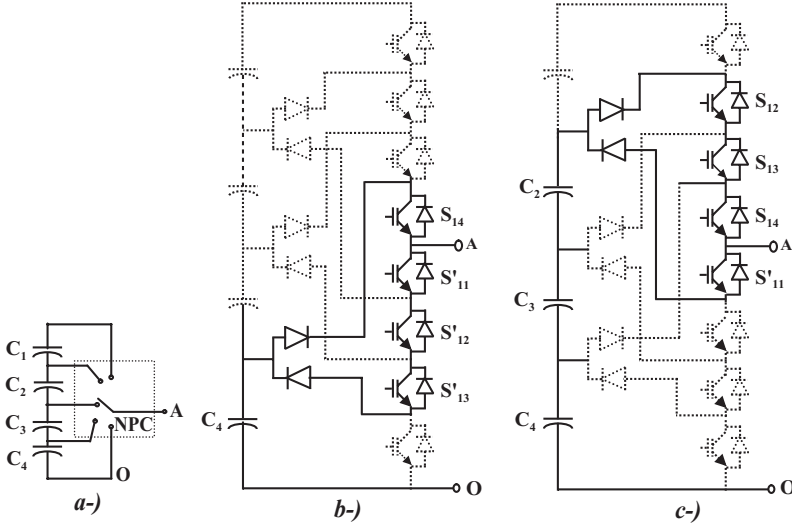 C1
C2
C3
C4
NPC
A
O
a-)
S14
A
S'11
S'12
S'13
C4
O
b-)
S12
S13
C2
S14
A
S'11
C3
C4
O
c-)